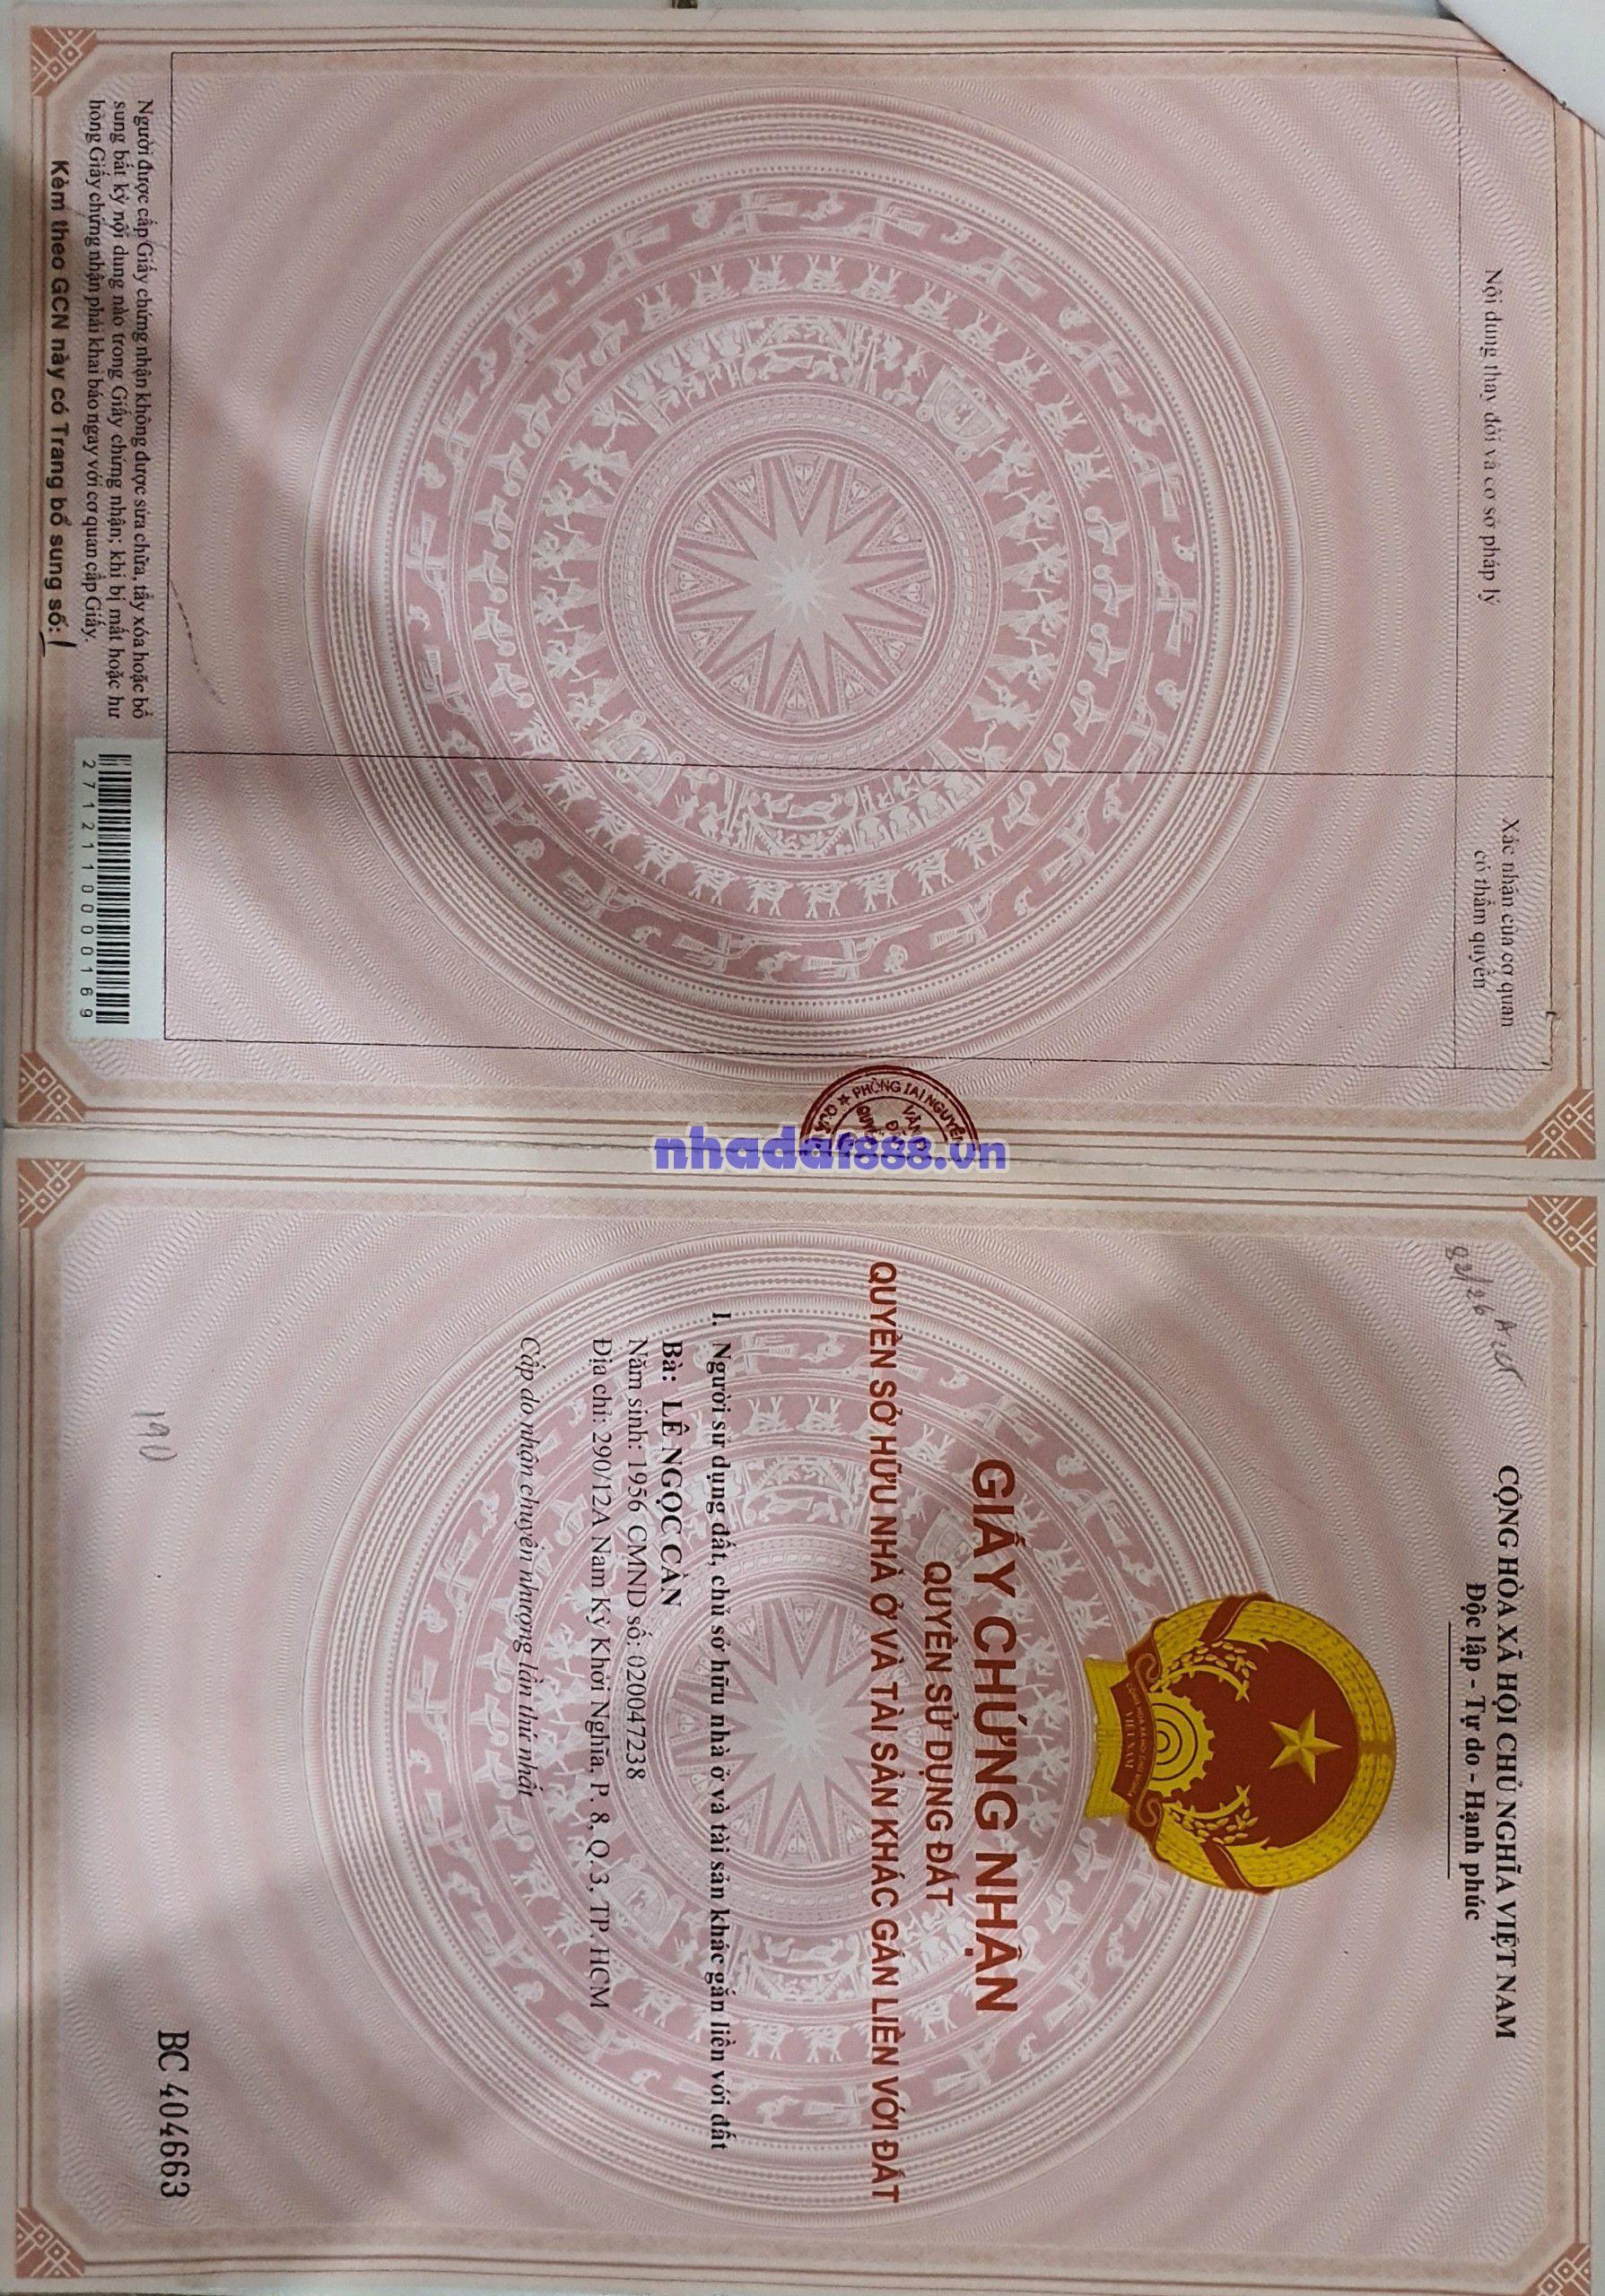 Nội dung thay đổi và cơ sở pháp lý
Xác nhận của cơ quan
có thẩm quyền
Người được cấp Giấy chứng nhận không được sửa chữa, tẩy xóa hoặc bổ
sung bất kỳ nội dung nào trong Giấy chứng nhận; khi bị mất hoặc hư
hỏng Giấy chứng nhận phải khai báo ngay với cơ quan cấp Giấy.
Kèm theo GCN này có Trang bổ sung số: 1
2712110000169
PHÒNG TÀI NGUYÊN
nhadat888.vn
CỘNG HÒA XÃ HỘI CHỦ NGHĨA VIỆT NAM
Độc lập - Tự do - Hạnh phúc
GIẤY CHỨNG NHẬN
QUYỀN SỬ DỤNG ĐẤT
QUYỀN SỞ HỮU NHÀ Ở VÀ TÀI SẢN KHÁC GẮN LIỀN VỚI ĐẤT
I. Người sử dụng đất, chủ sở hữu nhà ở và tài sản khác gắn liền với đất
Bà: LÊ NGỌC CÀN
Năm sinh: 1956 CMND số: 020047238
Địa chỉ: 290/12A Nam Kỳ Khởi Nghĩa, P. 8, Q.3, TP. HCM
Cấp do nhận chuyển nhượng lần thứ nhất
190
BC 404663